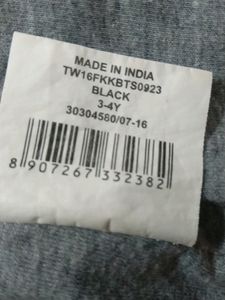 MADE IN INDIA
TW16FKKBTS0923
BLACK
3-4Y
30304580/07-16
8 907267 332382